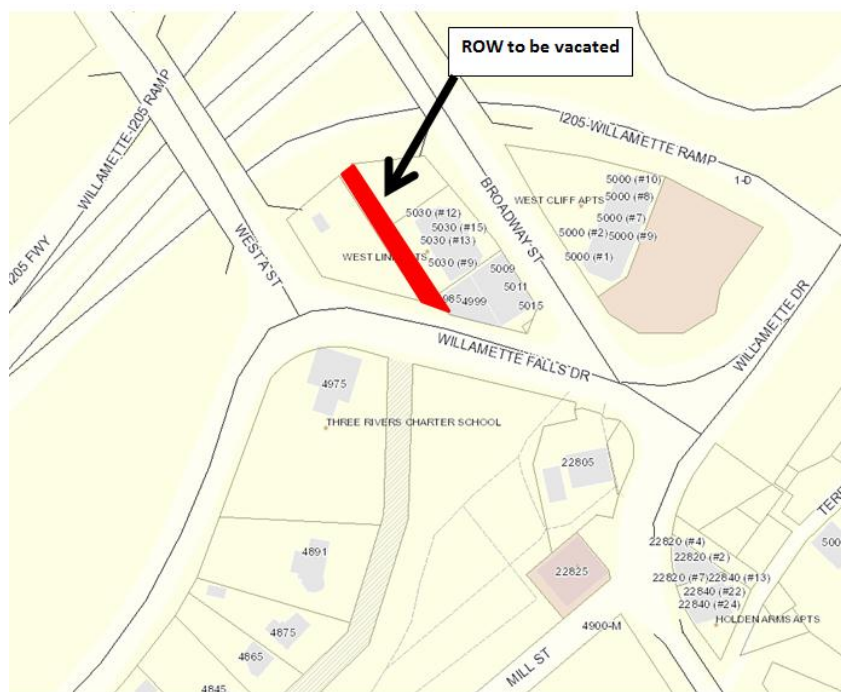 ROW to be vacated
WILLAMETTE-I205 RAMP
I205-WILLAMETTE RAMP
I205 FWY
WEST A ST
BROADWAY ST
1-D
5000 (#10)
5000 (#8)
WEST CLIFF APTS
5000 (#7)
5000 (#2)
5000 (#9)
5000 (#1)
5030 (#12)
5030 (#15)
5030 (#13)
5030 (#9)
5009
5011
4999
5015
WILLAMETTE FALLS DR
WILLAMETTE DR
4975
THREE RIVERS CHARTER SCHOOL
22805
4891
22825
22820 (#4)
22820 (#2)
22820 (#7)
22840 (#13)
22840 (#22)
22840 (#24)
HOLDEN ARMS APTS
4900-M
MILL ST
4875
4865
4845